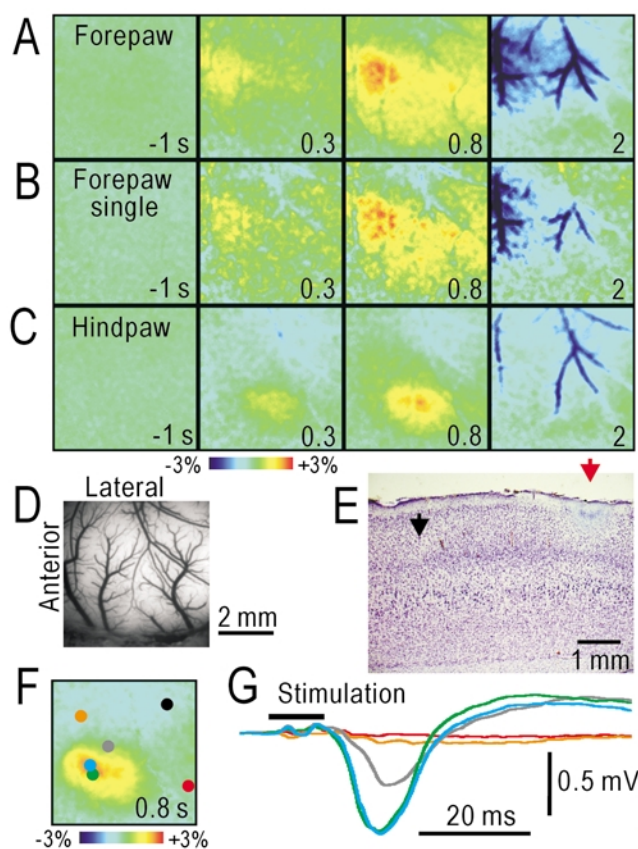 A
Forepaw
-1 s
0.3
0.8
2
B
Forepaw
single
-1 s
0.3
0.8
2
C
Hindpaw
-1 s
0.3
0.8
2
-3% +3%
D
Lateral
Anterior
2 mm
E
1 mm
F
0.8 s
-3% +3%
G
Stimulation
0.5 mV
20 ms